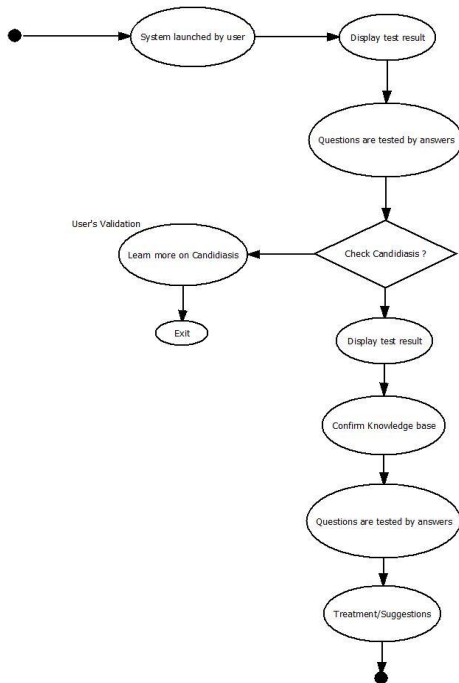 System launched by user
Display test result
Questions are tested by answers
User's Validation
Learn more on Candidiasis
Check Candidiasis ?
Exit
Display test result
Confirm Knowledge base
Questions are tested by answers
Treatment/Suggestions